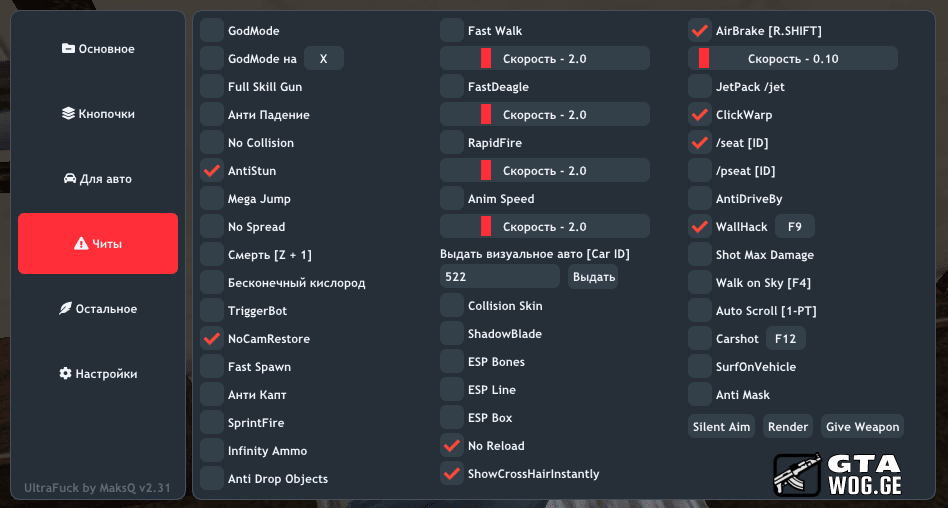 Основное
Кнопочки
Для авто
Читы
Остальное
Настройки
UltraFuck by MaksQ v2.31
GodMode
GodMode на X
Full Skill Gun
Анти Падение
No Collision
AntiStun
Mega Jump
No Spread
Смерть [Z + 1]
Бесконечный кислород
TriggerBot
NoCamRestore
Fast Spawn
Анти Капт
SprintFire
Infinity Ammo
Anti Drop Objects
Fast Walk
Скорость - 2.0
FastDeagle
Скорость - 2.0
RapidFire
Скорость - 2.0
Anim Speed
Скорость - 2.0
Выдать визуальное авто [Car ID]
522 Выдать
Collision Skin
ShadowBlade
ESP Bones
ESP Line
ESP Box
No Reload
ShowCrossHairInstantly
AirBrake [R.SHIFT]
Скорость - 0.10
JetPack /jet
ClickWarp
/seat [ID]
/pseat [ID]
AntiDriveBy
WallHack F9
Shot Max Damage
Walk on Sky [F4]
Auto Scroll [1-PT]
Carshot F12
SurfOnVehicle
Anti Mask
Silent Aim Render Give Weapon
GTA
WOG.GE